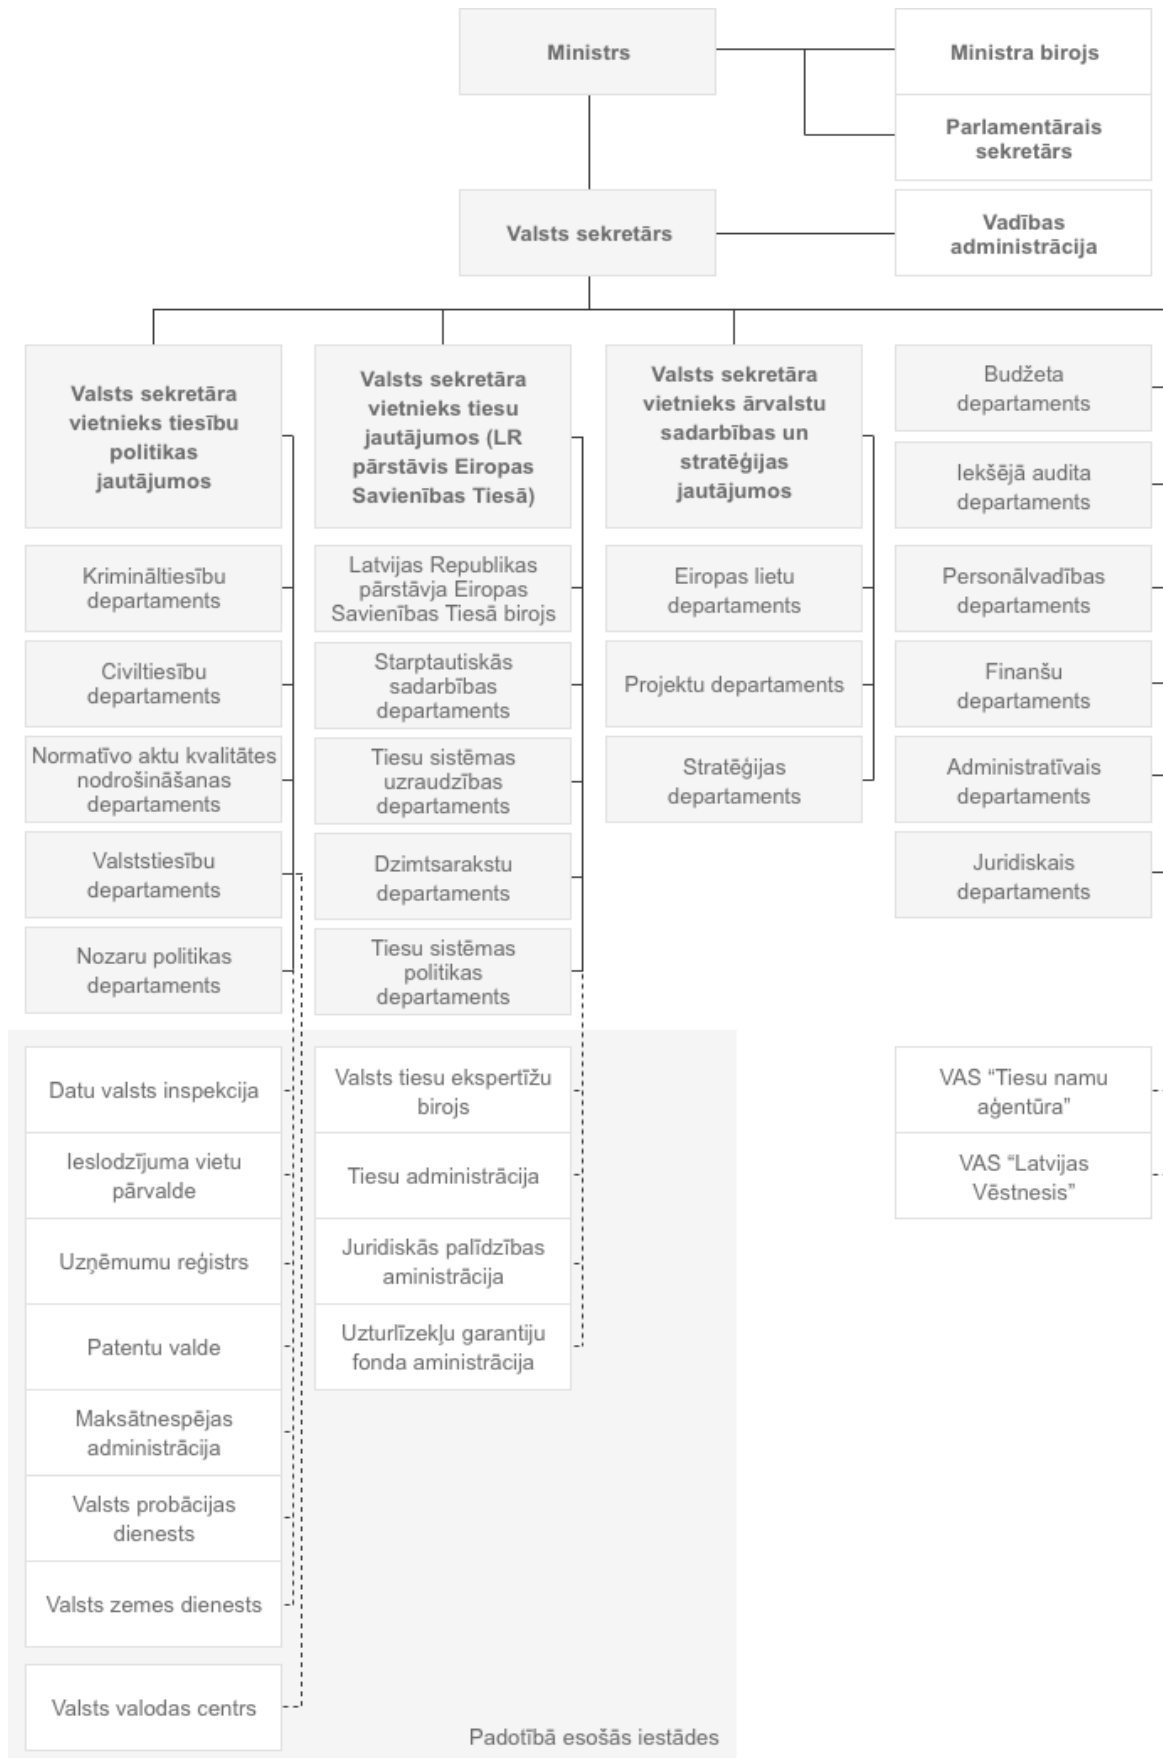 Ministrs
Ministra birojs
Parlamentārais
sekretārs
Valsts sekretārs
Vadības
administrācija
Valsts sekretāra
vietnieks tiesību
politikas
jautājumos
Valsts sekretāra
vietnieks tiesu
jautājumos (LR
pārstāvis Eiropas
Savienības Tiesā)
Valsts sekretāra
vietnieks ārvalstu
sadarbības un
stratēģijas
jautājumos
Budžeta
departaments
Iekšējā audita
departaments
Krimināltiesību
departaments
Latvijas Republikas
pārstāvja Eiropas
Savienības Tiesā birojs
Eiropas lietu
departaments
Personālvadības
departaments
Civiltiesību
departaments
Starptautiskās
sadarbības
departaments
Projektu departaments
Finanšu
departaments
Normatīvo aktu kvalitātes
nodrošināšanas
departaments
Tiesu sistēmas
uzraudzības
departaments
Stratēģijas
departaments
Administratīvais
departaments
Valststiesību
departaments
Dzimtsarakstu
departaments
Juridiskais
departaments
Nozaru politikas
departaments
Tiesu sistēmas
politikas
departaments
Datu valsts inspekcija
Valsts tiesu ekspertīžu
birojs
VAS “Tiesu namu
aģentūra”
Ieslodzījuma vietu
pārvalde
Tiesu administrācija
VAS “Latvijas
Vēstnesis”
Uzņēmumu reģistrs
Juridiskās palīdzības
aministrācija
Patentu valde
Uzturlīzekļu garantiju
fonda aministrācija
Maksātnespējas
administrācija
Valsts probācijas
dienests
Valsts zemes dienests
Valsts valodas centrs
Padotībā esošās iestādes